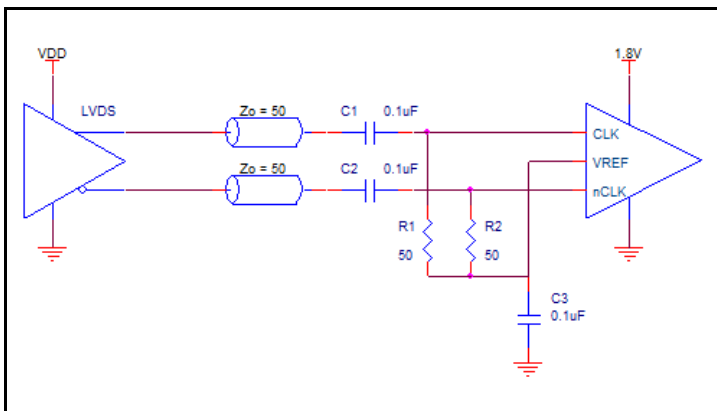 VDD
1.8V
LVDS
Zo = 50
C1
0.1uF
CLK
VREF
Zo = 50
C2
0.1uF
nCLK
R1
R2
50
50
C3
0.1uF